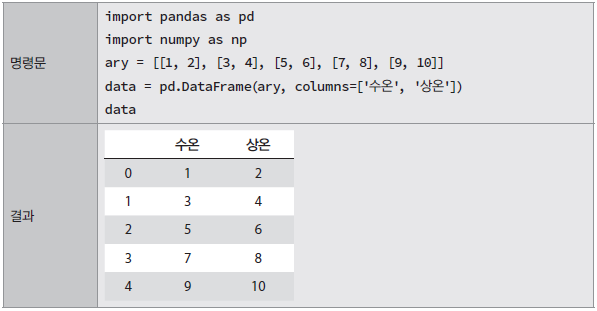 명령문
import pandas as pd
import numpy as np
ary = [[1, 2], [3, 4], [5, 6], [7, 8], [9, 10]]
data = pd.DataFrame(ary, columns=['수온', '상온'])
data
결과
수온 상온
0 1 2
1 3 4
2 5 6
3 7 8
4 9 10